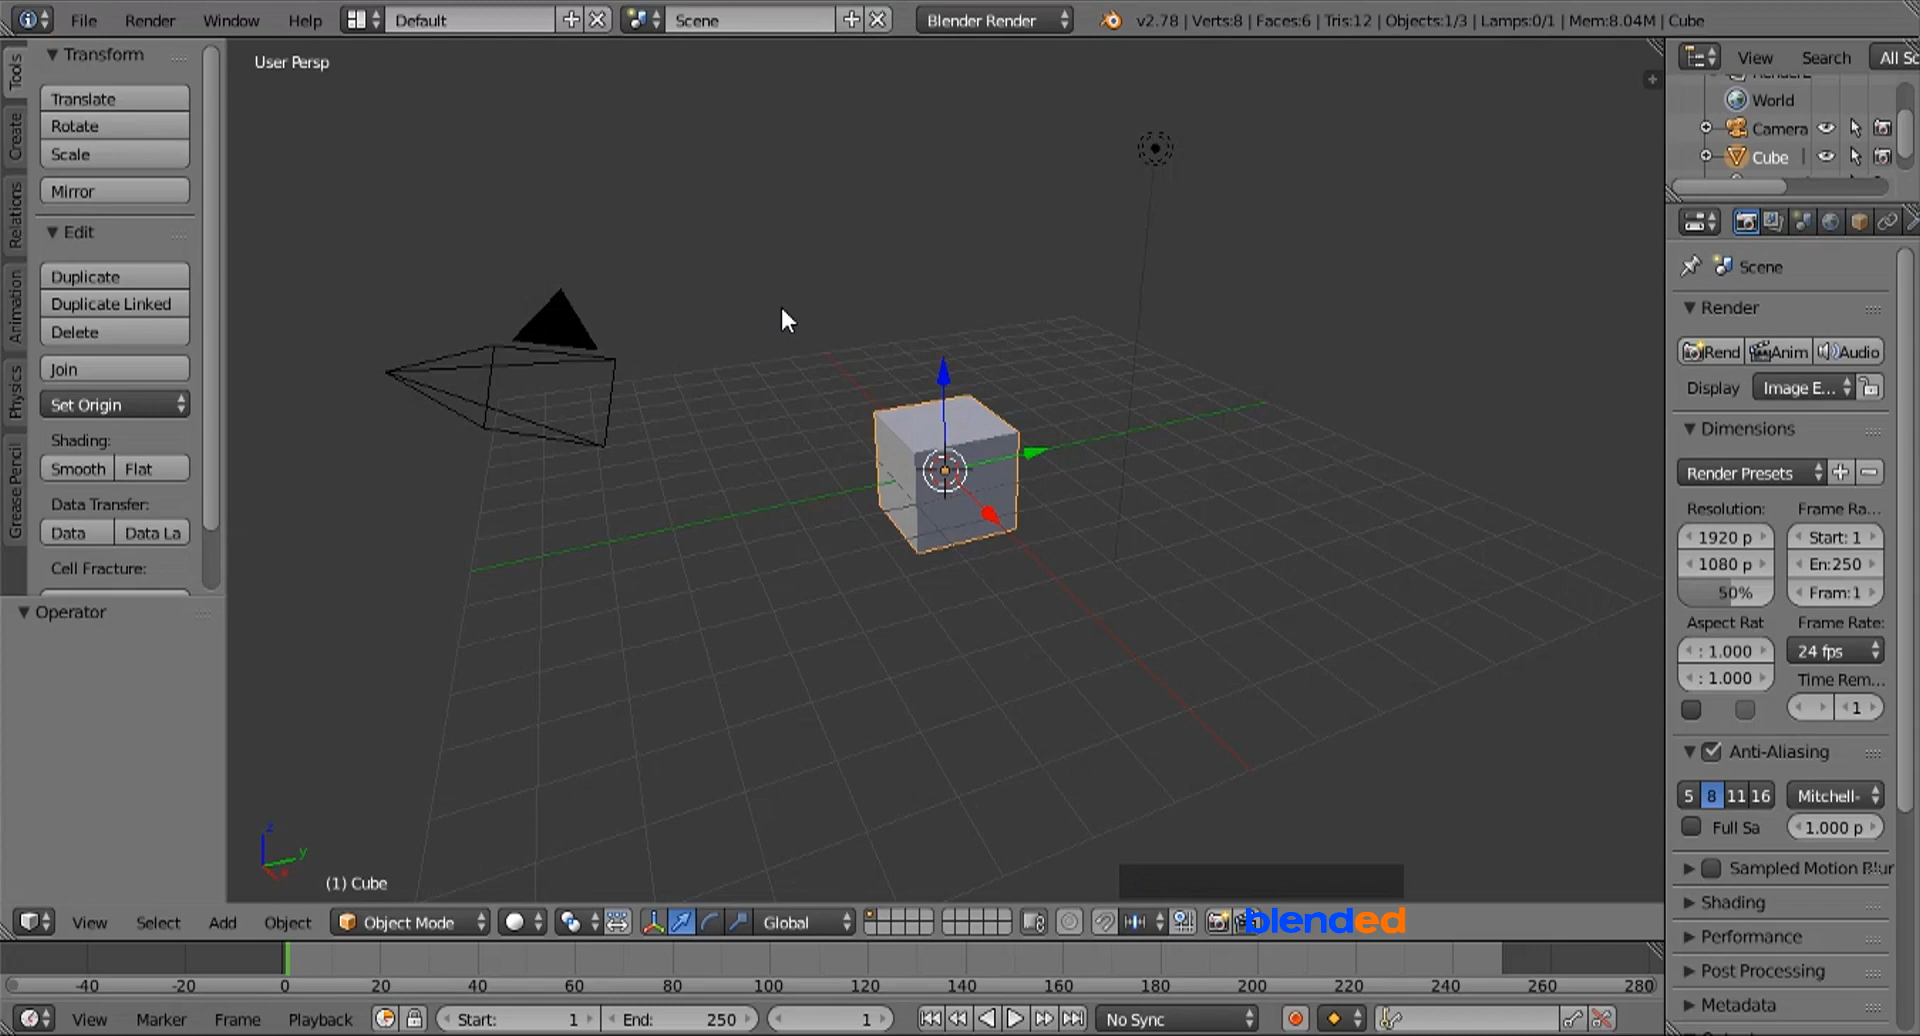 File Render Window Help Default Scene Blender Render v2.78 | Verts:8 | Faces:6 | Tris:12 | Objects:1/3 | Lamps:0/1 | Mem:8.04M | Cube
Tools
Create
Relations
Animation
Physics
Grease Pencil
Transform
Translate
Rotate
Scale
Mirror
Edit
Duplicate
Duplicate Linked
Delete
Join
Set Origin
Shading:
Smooth Flat
Data Transfer:
Data Data La
Cell Fracture:
Operator
User Persp
z
y
x
(1) Cube
View Search All Sc
World
Camera
Cube
Scene
Render
Rend Anim Audio
Display Image E...
Dimensions
Render Presets
Resolution: Frame Ra...
1920 p Start: 1
1080 p En:250
50% Fram:1
Aspect Rat Frame Rate:
: 1.000 24 fps
: 1.000 Time Rem...
1
Anti-Aliasing
5 8 11 16 Mitchell-
Full Sa 1.000 p
Sampled Motion Blur
Shading
Performance
Post Processing
Metadata
View Select Add Object Object Mode Global
blended
-40 -20 0 20 40 60 80 100 120 140 160 180 200 220 240 260 280
View Marker Frame Playback Start: 1 End: 250 1 No Sync